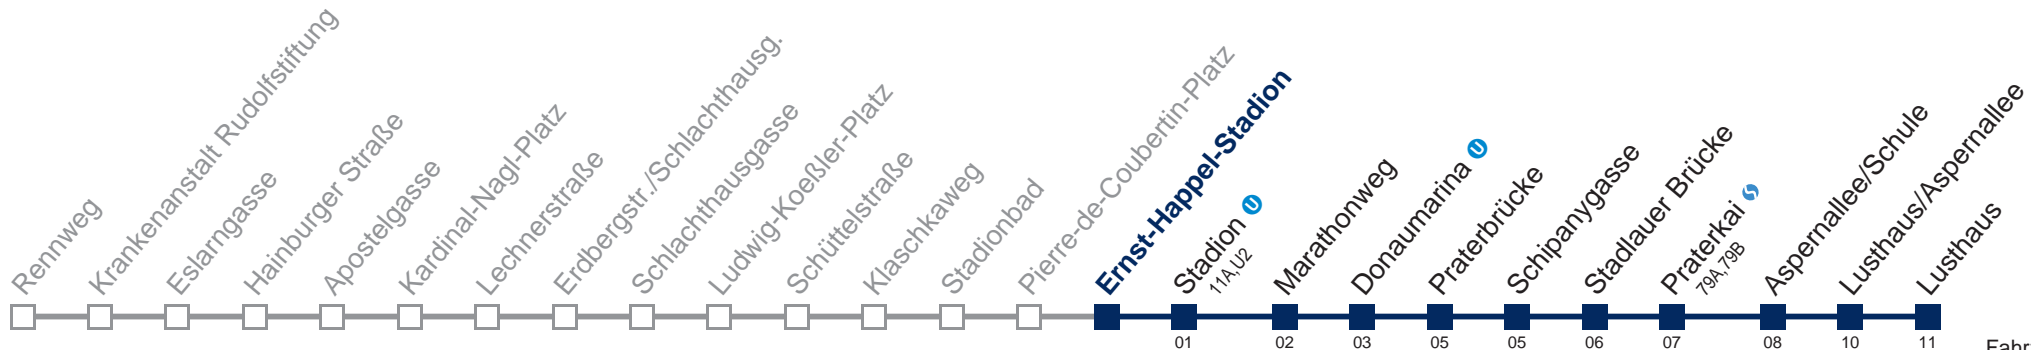 Rennweg
Krankenanstalt Rudolfstiftung
Eslarngasse
Hainburger Straße
Apostelgasse
Kardinal-Nagl-Platz
Lechnerstraße
Erdbergstr./Schlachthausg.
Schlachthausgasse
Ludwig-Koeßler-Platz
Schüttelstraße
Klaschkaweg
Stadionbad
Pierre-de-Coubertin-Platz
Ernst-Happel-Stadion
Stadion U
11A,U2
Marathonweg
Donaumarina U
Praterbrücke
Schipanygasse
Stadlauer Brücke
Praterkai S
79A,79B
Aspernallee/Schule
Lusthaus/Aspernallee
Lusthaus
01 02 03 05 05 06 07 08 10 11
Fahr